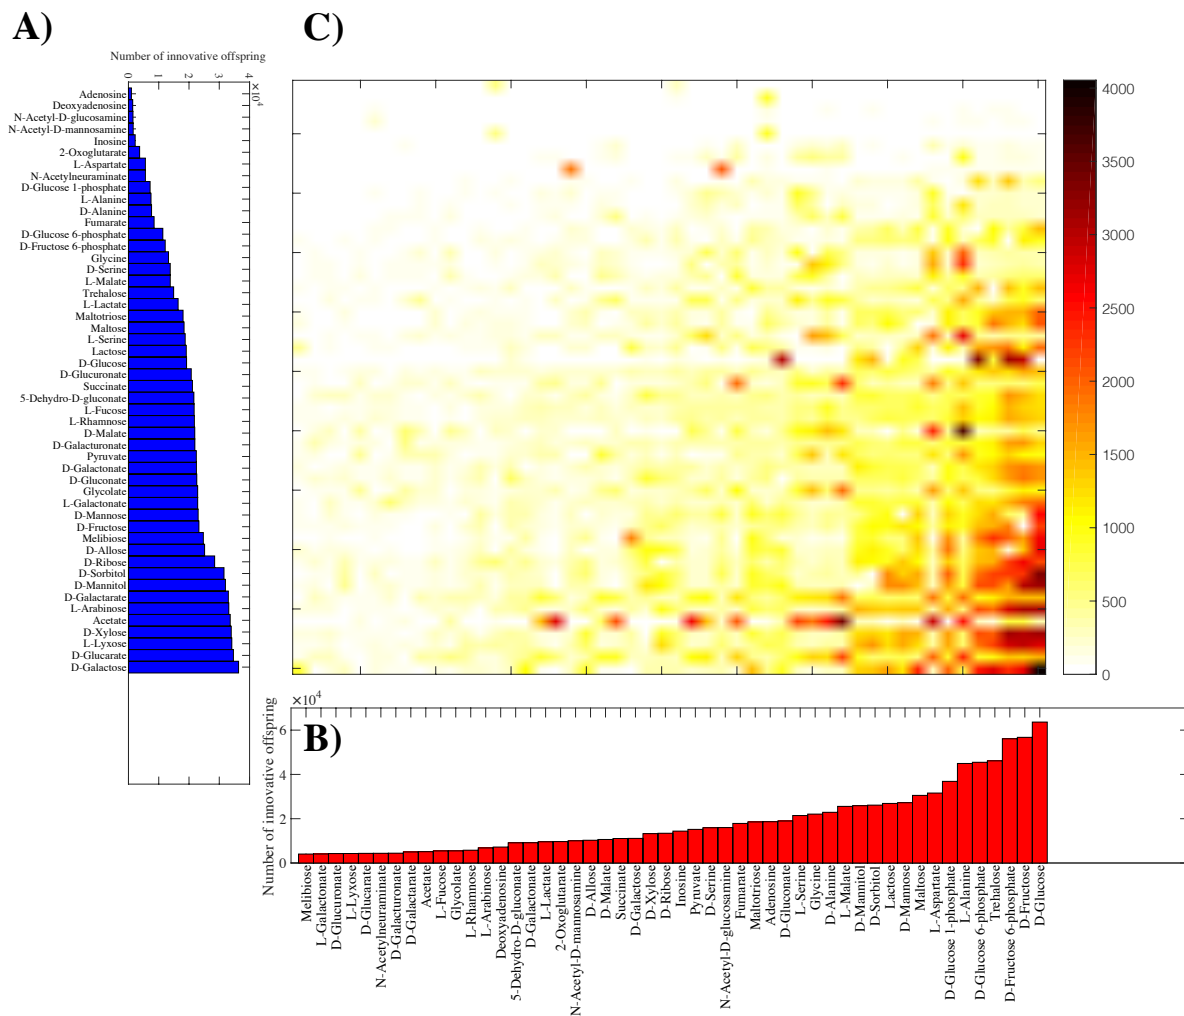 A)
C)
Number of innovative offspring
0 1 2 3 4
×10⁴
Adenosine
Deoxyadenosine
N-Acetyl-D-glucosamine
N-Acetyl-D-mannosamine
Inosine
2-Oxoglutarate
L-Aspartate
N-Acetylneuraminate
D-Glucose 1-phosphate
L-Alanine
D-Alanine
Fumarate
D-Glucose 6-phosphate
D-Fructose 6-phosphate
Glycine
D-Serine
L-Malate
Trehalose
L-Lactate
Maltotriose
Maltose
L-Serine
Lactose
D-Glucose
D-Glucuronate
Succinate
5-Dehydro-D-gluconate
L-Fucose
L-Rhamnose
D-Malate
D-Galacturonate
Pyruvate
D-Galactonate
D-Gluconate
Glycolate
L-Galactonate
D-Mannose
D-Fructose
Melibiose
D-Allose
D-Ribose
D-Sorbitol
D-Mannitol
D-Galactarate
L-Arabinose
Acetate
D-Xylose
L-Lyxose
D-Glucarate
D-Galactose
4000
3500
3000
2500
2000
1500
1000
500
0
×10⁴
B)
Number of innovative offspring
6
4
2
0
Melibiose
L-Galactonate
D-Glucuronate
L-Lyxose
D-Glucarate
N-Acetylneuraminate
D-Galacturonate
D-Galactarate
Acetate
L-Fucose
Glycolate
L-Rhamnose
L-Arabinose
Deoxyadenosine
5-Dehydro-D-gluconate
D-Galactonate
L-Lactate
2-Oxoglutarate
N-Acetyl-D-mannosamine
D-Allose
D-Malate
Succinate
D-Galactose
D-Xylose
D-Ribose
Inosine
Pyruvate
D-Serine
N-Acetyl-D-glucosamine
Fumarate
Maltotriose
Adenosine
D-Gluconate
L-Serine
Glycine
D-Alanine
L-Malate
D-Mannitol
D-Sorbitol
Lactose
D-Mannose
Maltose
L-Aspartate
D-Glucose 1-phosphate
L-Alanine
D-Glucose 6-phosphate
Trehalose
D-Fructose 6-phosphate
D-Fructose
D-Glucose